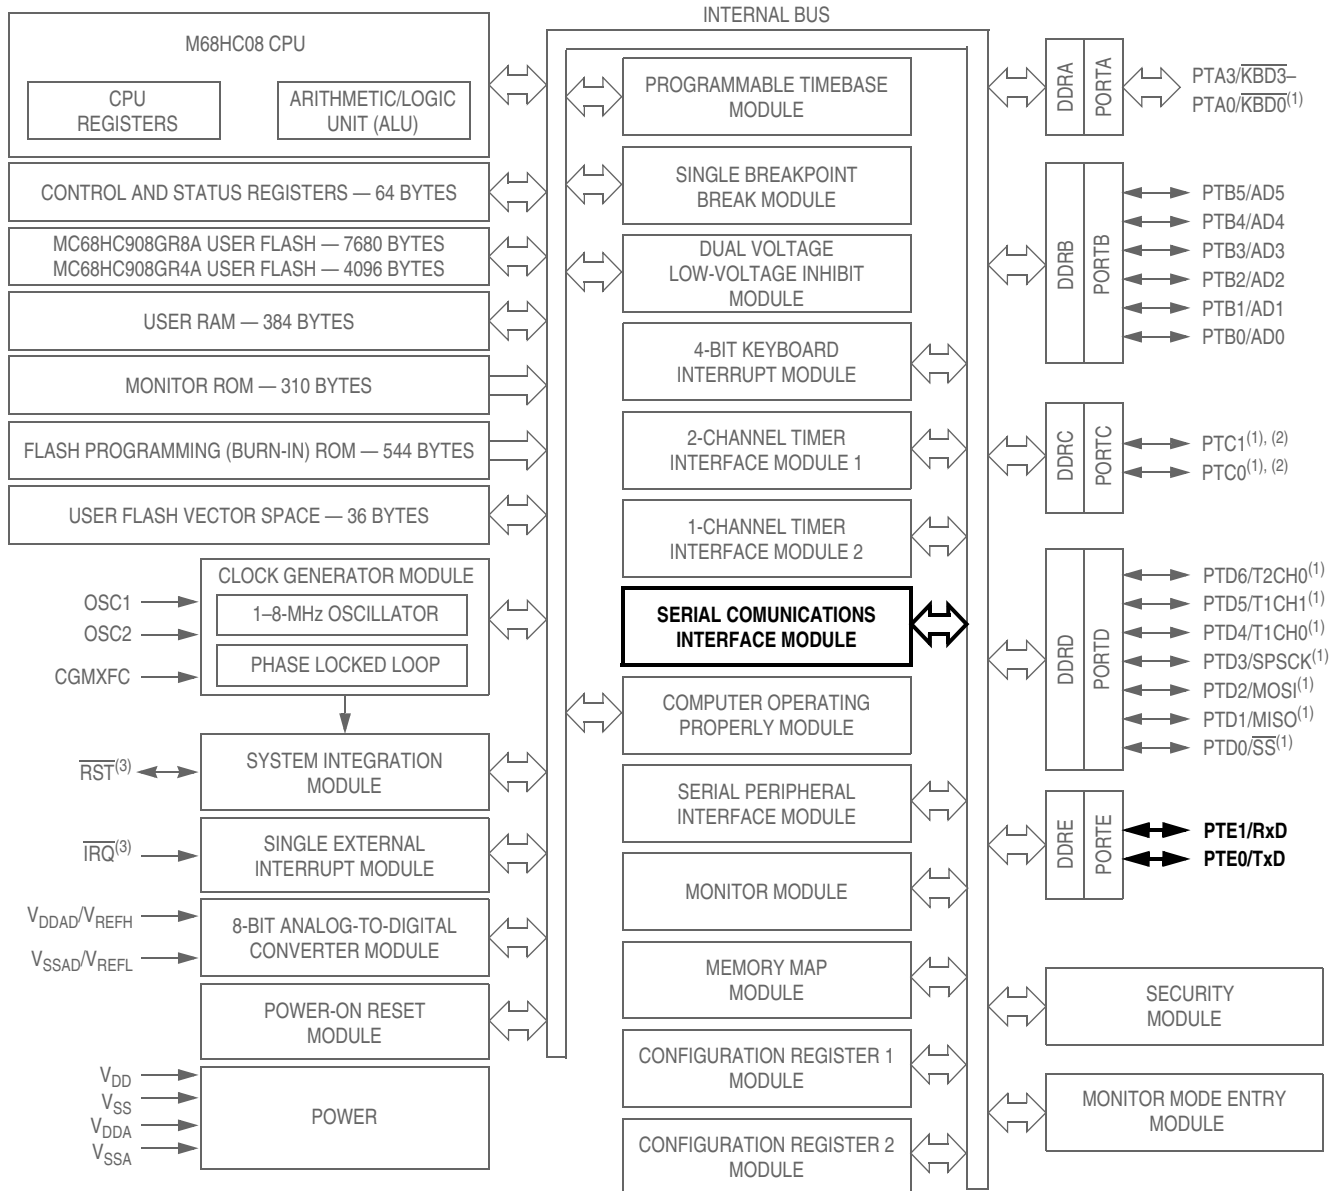 INTERNAL BUS
M68HC08 CPU
CPU
REGISTERS
ARITHMETIC/LOGIC
UNIT (ALU)
CONTROL AND STATUS REGISTERS — 64 BYTES
MC68HC908GR8A USER FLASH — 7680 BYTES
MC68HC908GR4A USER FLASH — 4096 BYTES
USER RAM — 384 BYTES
MONITOR ROM — 310 BYTES
FLASH PROGRAMMING (BURN-IN) ROM — 544 BYTES
USER FLASH VECTOR SPACE — 36 BYTES
CLOCK GENERATOR MODULE
1–8-MHz OSCILLATOR
PHASE LOCKED LOOP
OSC1
OSC2
CGMXFC
SYSTEM INTEGRATION
MODULE
RST(3)
SINGLE EXTERNAL
INTERRUPT MODULE
IRQ(3)
8-BIT ANALOG-TO-DIGITAL
CONVERTER MODULE
VDDAD/VREFH
VSSAD/VREFL
POWER-ON RESET
MODULE
POWER
VDD
VSS
VDDA
VSSA
PROGRAMMABLE TIMEBASE
MODULE
SINGLE BREAKPOINT
BREAK MODULE
DUAL VOLTAGE
LOW-VOLTAGE INHIBIT
MODULE
4-BIT KEYBOARD
INTERRUPT MODULE
2-CHANNEL TIMER
INTERFACE MODULE 1
1-CHANNEL TIMER
INTERFACE MODULE 2
SERIAL COMUNICATIONS
INTERFACE MODULE
COMPUTER OPERATING
PROPERLY MODULE
SERIAL PERIPHERAL
INTERFACE MODULE
MONITOR MODULE
MEMORY MAP
MODULE
CONFIGURATION REGISTER 1
MODULE
CONFIGURATION REGISTER 2
MODULE
DDRA
PORTA
PTA3/KBD3–
PTA0/KBD0(1)
DDRB
PORTB
PTB5/AD5
PTB4/AD4
PTB3/AD3
PTB2/AD2
PTB1/AD1
PTB0/AD0
DDRC
PORTC
PTC1(1), (2)
PTC0(1), (2)
DDRD
PORTD
PTD6/T2CH0(1)
PTD5/T1CH1(1)
PTD4/T1CH0(1)
PTD3/SPSCK(1)
PTD2/MOSI(1)
PTD1/MISO(1)
PTD0/SS(1)
DDRE
PORTE
PTE1/RxD
PTE0/TxD
SECURITY
MODULE
MONITOR MODE ENTRY
MODULE